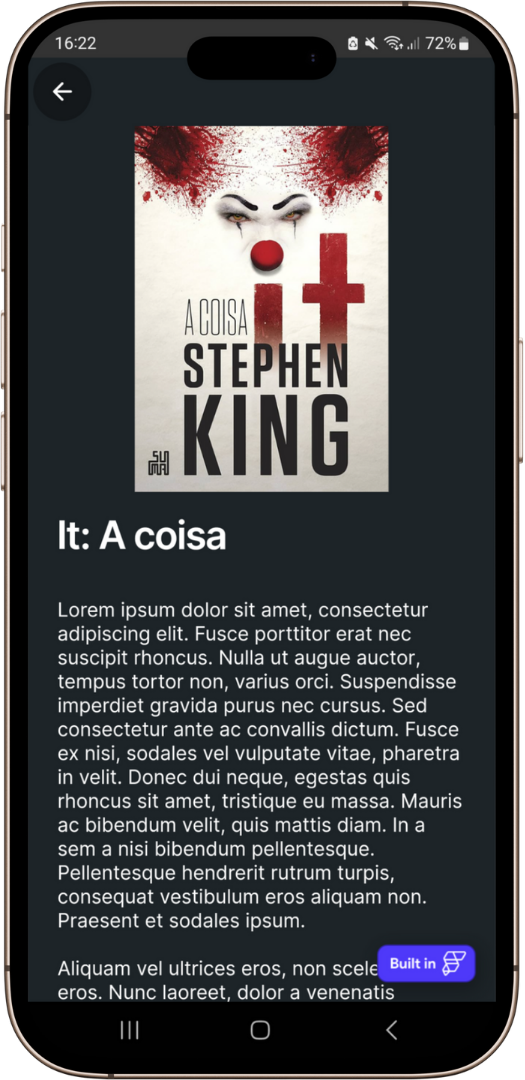 16:22
72%
A COISA
it
STEPHEN
KING
SUMA
It: A coisa
Lorem ipsum dolor sit amet, consectetur
adipiscing elit. Fusce porttitor erat nec
suscipit rhoncus. Nulla ut augue auctor,
tempus tortor non, varius orci. Suspendisse
imperdiet gravida purus nec cursus. Sed
consectetur ante ac convallis dictum. Fusce
ex nisi, sodales vel vulputate vitae, pharetra
in velit. Donec dui neque, egestas quis
rhoncus sit amet, tristique eu massa. Mauris
ac bibendum velit, quis mattis diam. In a
sem a nisi bibendum pellentesque.
Pellentesque hendrerit rutrum turpis,
consequat vestibulum eros aliquam non.
Praesent et sodales ipsum.
Aliquam vel ultrices eros, non scele
Built in
eros. Nunc laoreet, dolor a venenatis